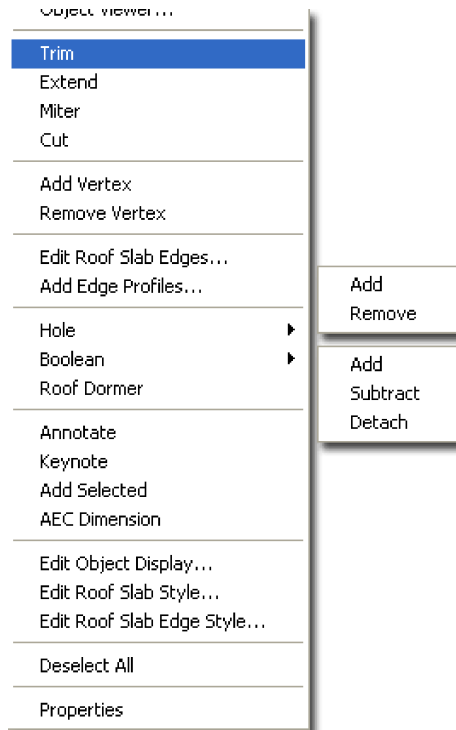 Object Viewer...
Trim
Extend
Miter
Cut
Add Vertex
Remove Vertex
Edit Roof Slab Edges...
Add Edge Profiles...
Hole
Boolean
Roof Dormer
Annotate
Keynote
Add Selected
AEC Dimension
Edit Object Display...
Edit Roof Slab Style...
Edit Roof Slab Edge Style...
Deselect All
Properties
Add
Remove
Add
Subtract
Detach